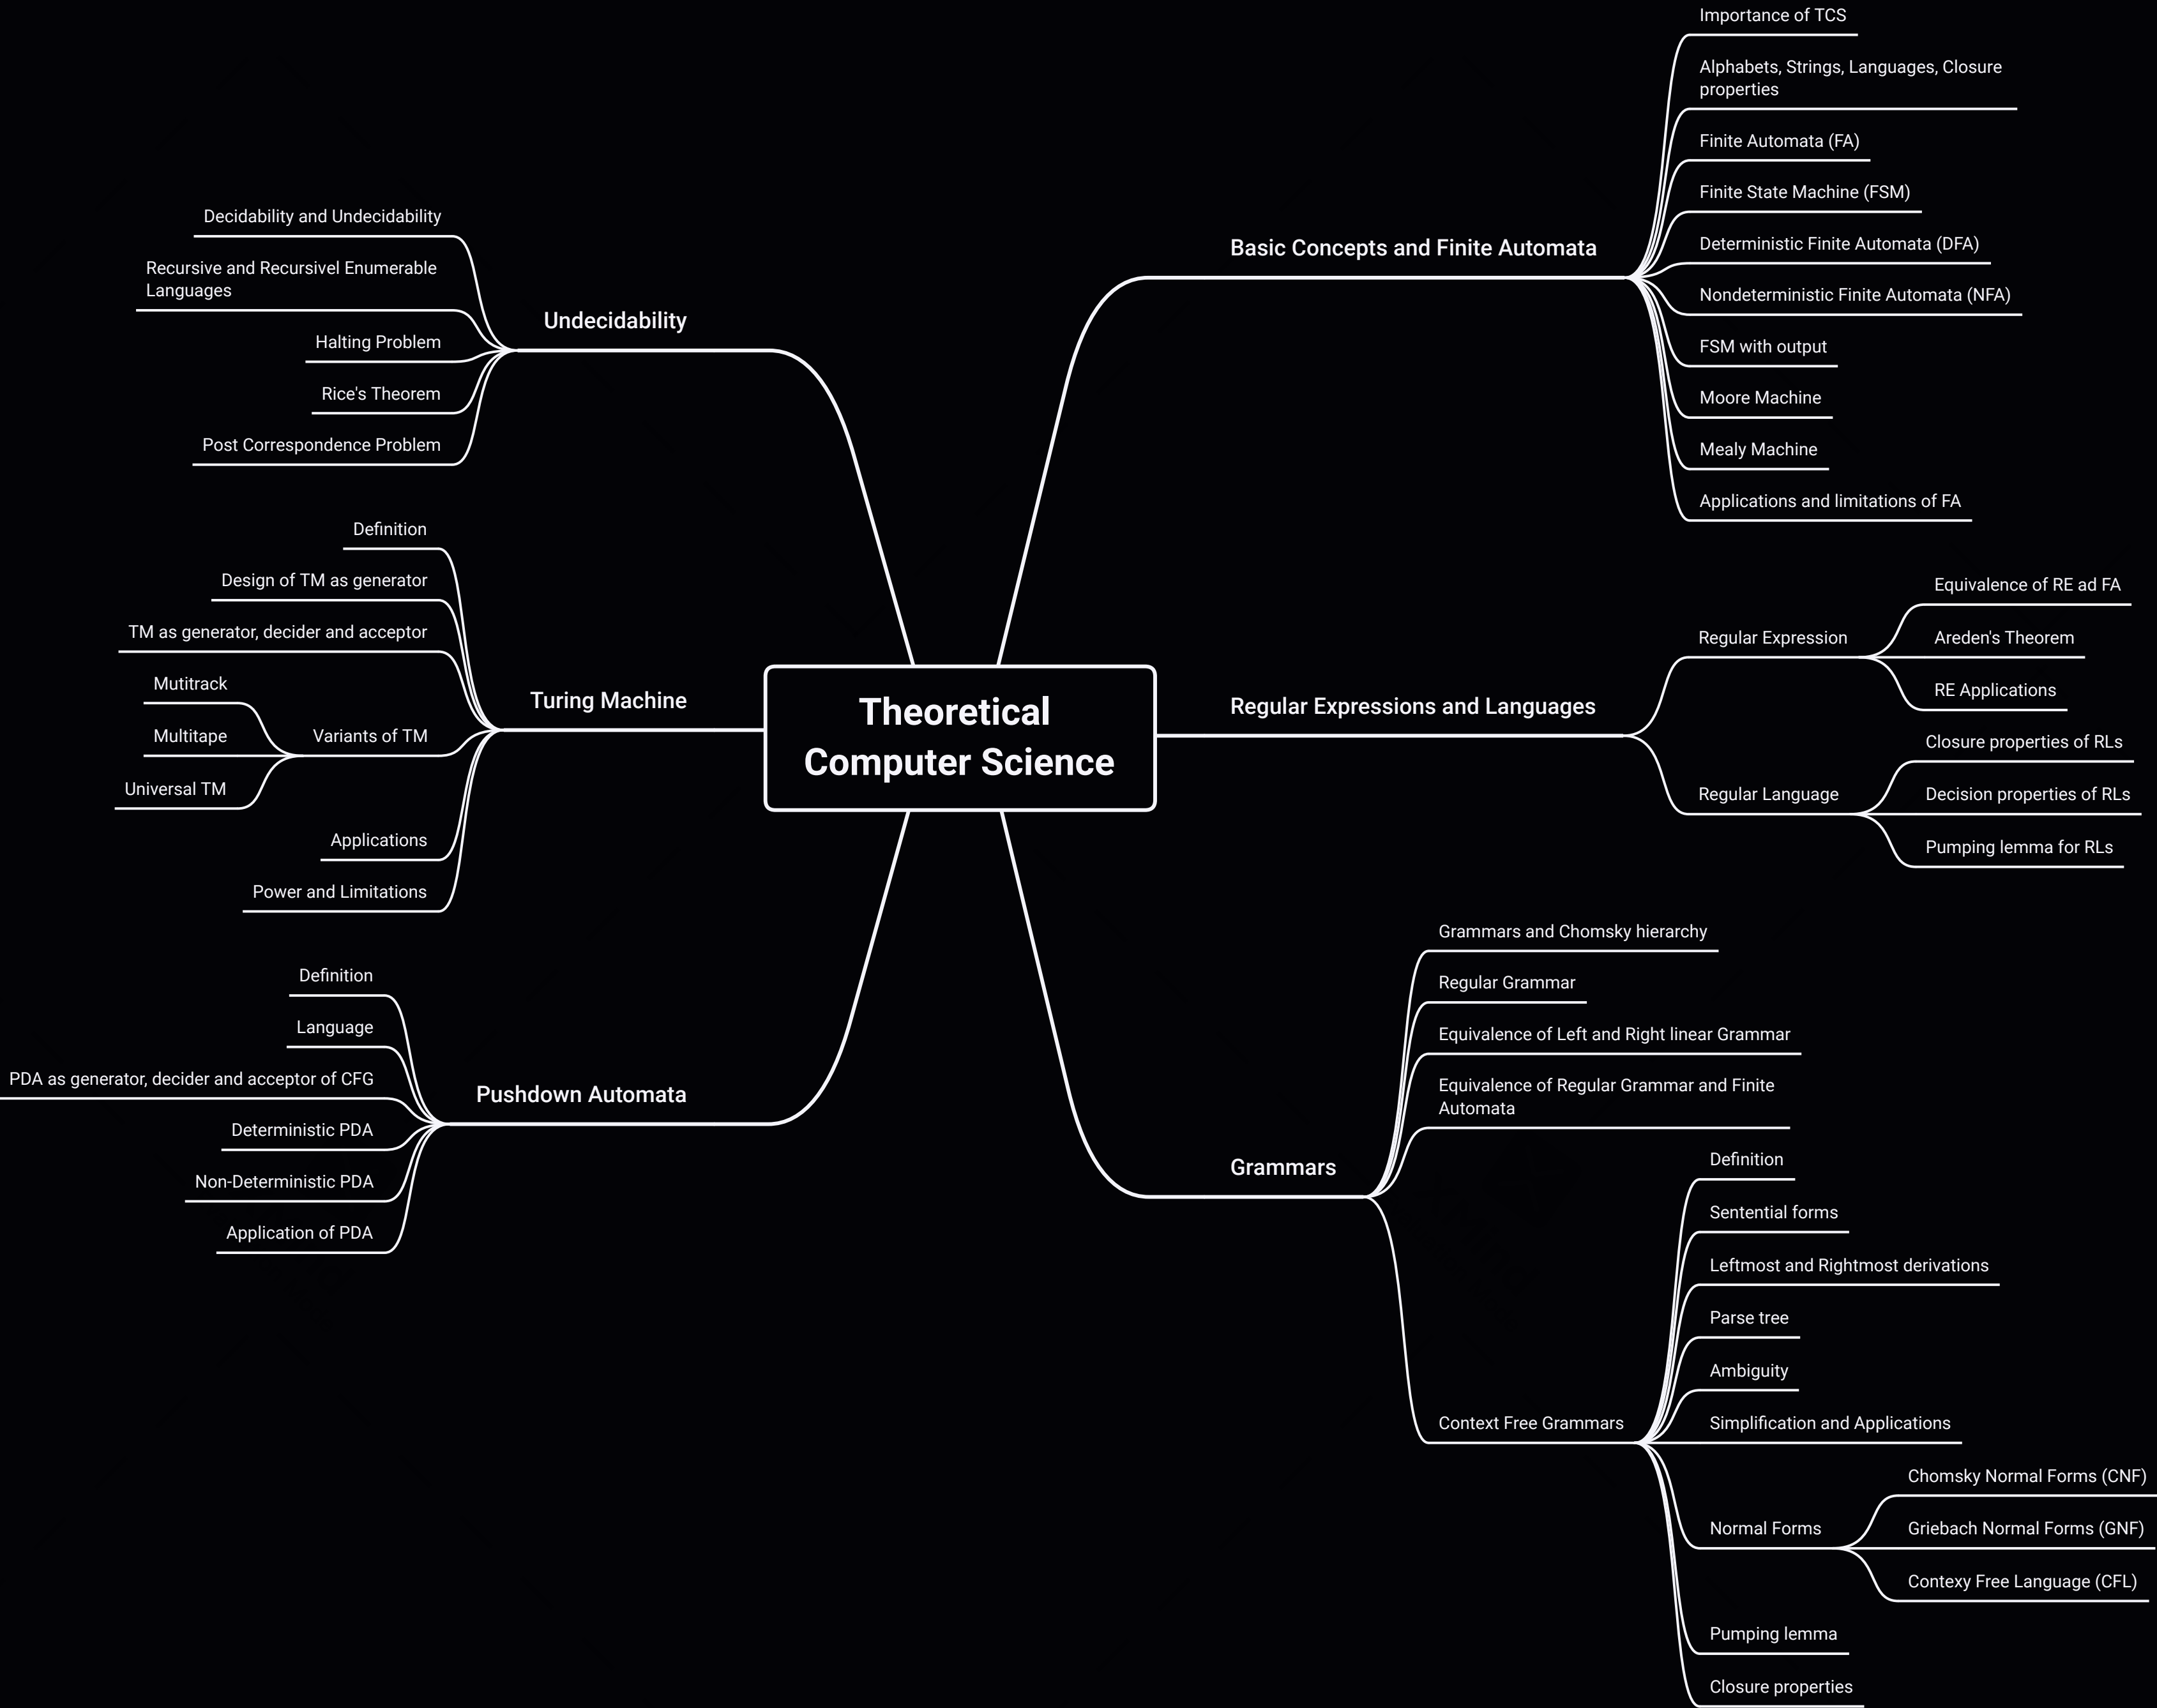 Theoretical
Computer Science
Basic Concepts and Finite Automata
Importance of TCS
Alphabets, Strings, Languages, Closure
properties
Finite Automata (FA)
Finite State Machine (FSM)
Deterministic Finite Automata (DFA)
Nondeterministic Finite Automata (NFA)
FSM with output
Moore Machine
Mealy Machine
Applications and limitations of FA
Regular Expressions and Languages
Regular Expression
Equivalence of RE ad FA
Areden's Theorem
RE Applications
Regular Language
Closure properties of RLs
Decision properties of RLs
Pumping lemma for RLs
Grammars
Grammars and Chomsky hierarchy
Regular Grammar
Equivalence of Left and Right linear Grammar
Equivalence of Regular Grammar and Finite
Automata
Context Free Grammars
Definition
Sentential forms
Leftmost and Rightmost derivations
Parse tree
Ambiguity
Simplification and Applications
Normal Forms
Chomsky Normal Forms (CNF)
Griebach Normal Forms (GNF)
Contexy Free Language (CFL)
Pumping lemma
Closure properties
Undecidability
Decidability and Undecidability
Recursive and Recursivel Enumerable
Languages
Halting Problem
Rice's Theorem
Post Correspondence Problem
Turing Machine
Definition
Design of TM as generator
TM as generator, decider and acceptor
Variants of TM
Mutitrack
Multitape
Universal TM
Applications
Power and Limitations
Pushdown Automata
Definition
Language
PDA as generator, decider and acceptor of CFG
Deterministic PDA
Non-Deterministic PDA
Application of PDA